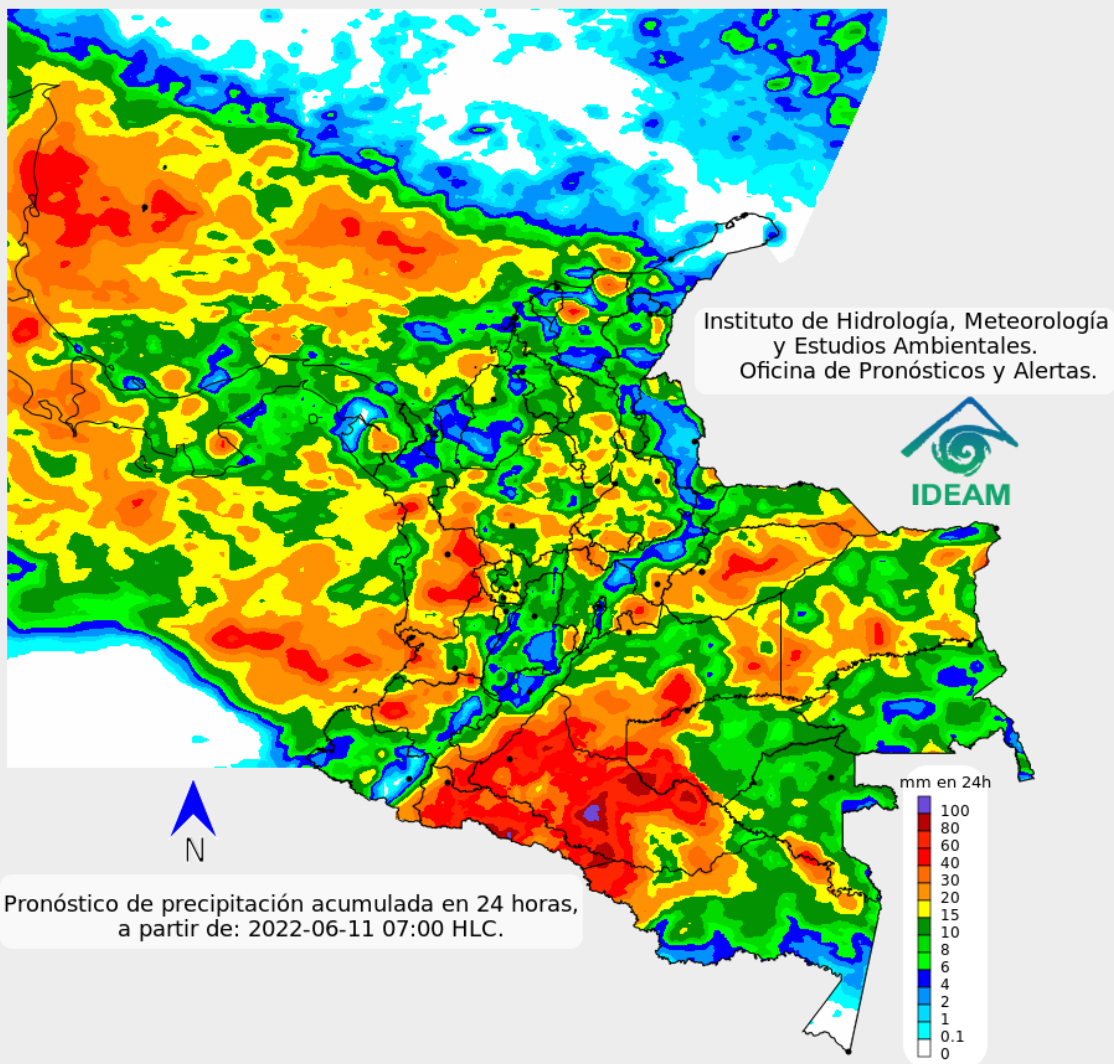 Instituto de Hidrología, Meteorología
y Estudios Ambientales.
Oficina de Pronósticos y Alertas.
IDEAM
mm en 24h
100
80
60
40
30
20
15
10
8
6
4
2
1
0.1
0
N
Pronóstico de precipitación acumulada en 24 horas,
a partir de: 2022-06-11 07:00 HLC.